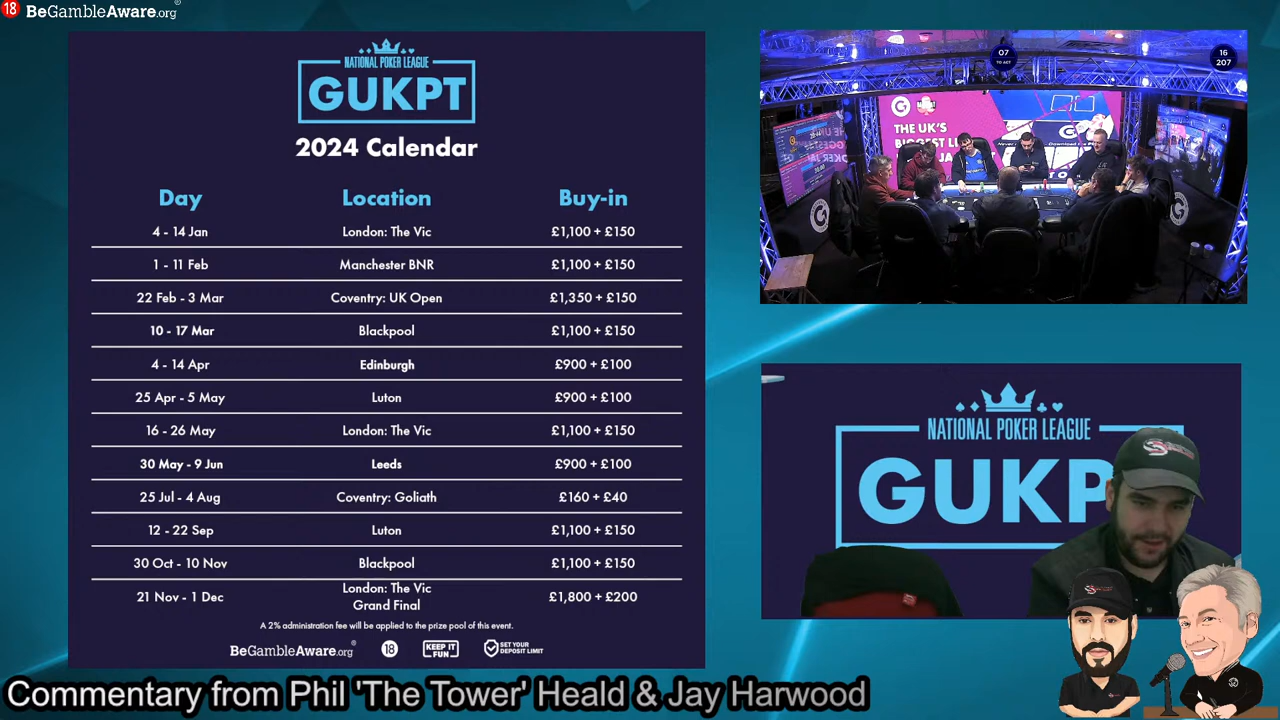 18 BeGambleAware.org®
NATIONAL POKER LEAGUE
GUKPT
2024 Calendar
Day Location Buy-in
4 - 14 Jan London: The Vic £1,100 + £150
1 - 11 Feb Manchester BNR £1,100 + £150
22 Feb - 3 Mar Coventry: UK Open £1,350 + £150
10 - 17 Mar Blackpool £1,100 + £150
4 - 14 Apr Edinburgh £900 + £100
25 Apr - 5 May Luton £900 + £100
16 - 26 May London: The Vic £1,100 + £150
30 May - 9 Jun Leeds £900 + £100
25 Jul - 4 Aug Coventry: Goliath £160 + £40
12 - 22 Sep Luton £1,100 + £150
30 Oct - 10 Nov Blackpool £1,100 + £150
21 Nov - 1 Dec London: The Vic £1,800 + £200
Grand Final
A 2% administration fee will be applied to the prize pool of this event.
BeGambleAware.org® 18 KEEP IT FUN SET YOUR DEPOSIT LIMIT
07
TO ACT
16
207
THE UK'S
NATIONAL POKER LEAGUE
GUKP
Commentary from Phil 'The Tower' Heald & Jay Harwood